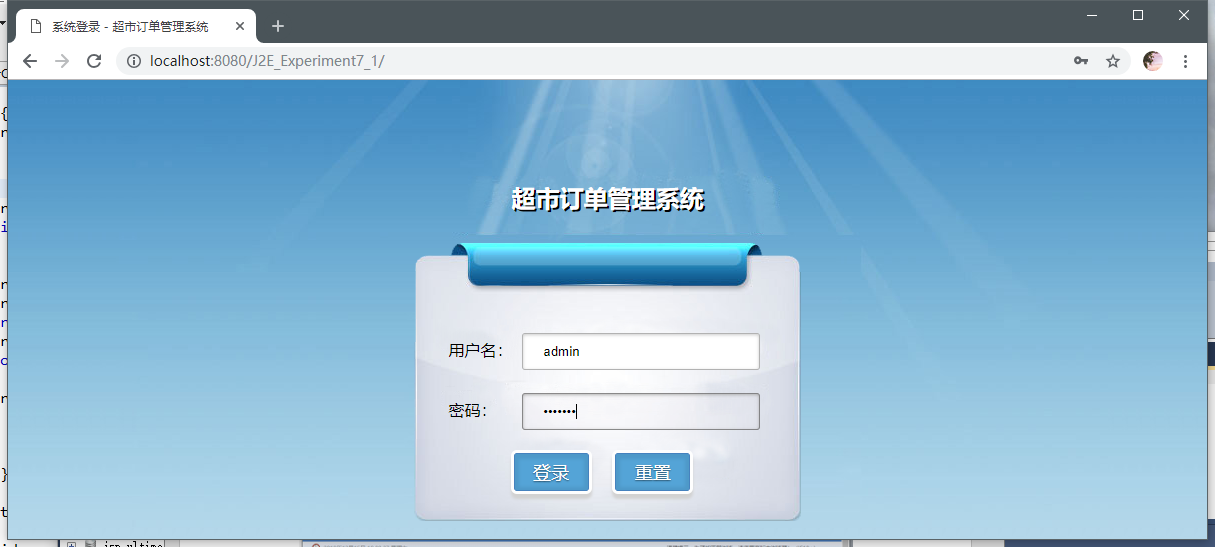 系统登录 - 超市订单管理系统
localhost:8080/J2E_Experiment7_1/
超市订单管理系统
用户名： admin
密码： •••••••
登录 重置